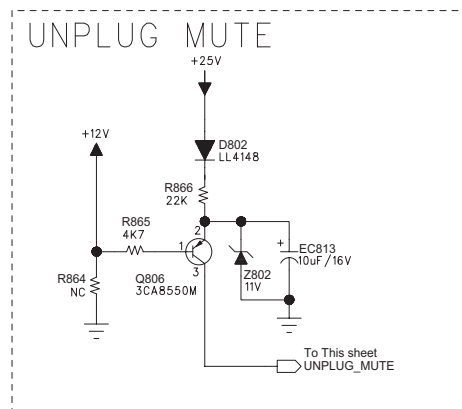 UNPLUG MUTE
+25V
D802
LL4148
+12V
R866
22K
R865
4K7
2
1
3
+
EC813
10uF/16V
Z802
11V
R864
NC
Q806
3CA8550M
To This sheet
UNPLUG_MUTE